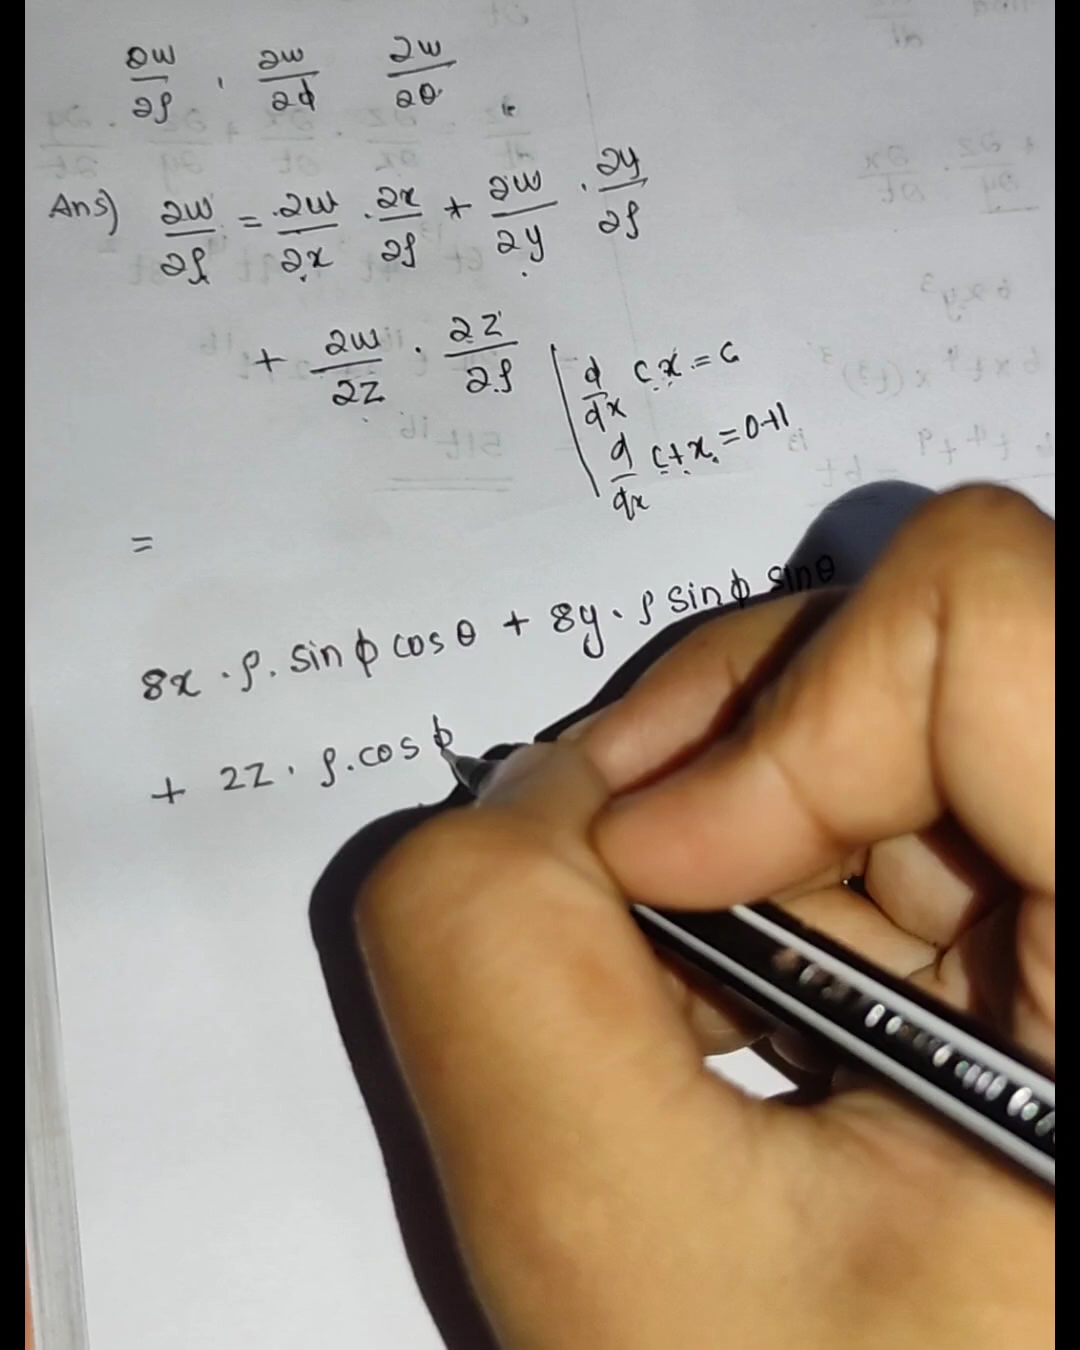 ∂w/∂ρ , ∂w/∂ϕ ∂w/∂θ
Ans) ∂w/∂ρ = ∂w/∂x · ∂x/∂ρ + ∂w/∂y · ∂y/∂ρ
+ ∂w/∂z · ∂z/∂ρ
d/dx cx = c
d/dx c+x = 0+1
=
8x · ρ · sin ϕ cos θ + 8y · ρ sin ϕ sin θ
+ 2z · ρ · cos ϕ